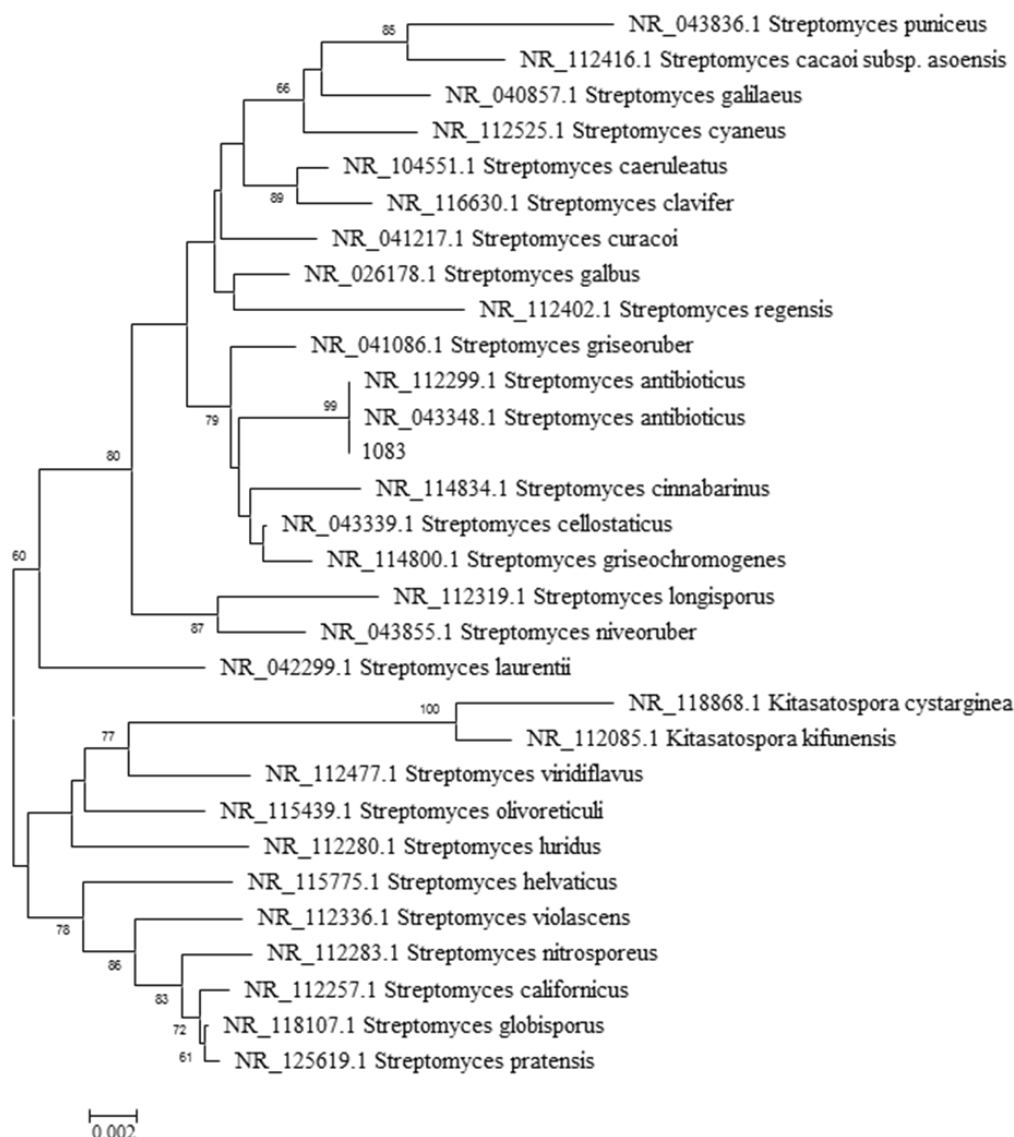 85
NR_043836.1 Streptomyces puniceus
NR_112416.1 Streptomyces cacaoi subsp. asoensis
66
NR_040857.1 Streptomyces galilaeus
NR_112525.1 Streptomyces cyaneus
NR_104551.1 Streptomyces caeruleatus
89
NR_116630.1 Streptomyces clavifer
NR_041217.1 Streptomyces curacoi
NR_026178.1 Streptomyces galbus
NR_112402.1 Streptomyces regensis
NR_041086.1 Streptomyces griseoruber
NR_112299.1 Streptomyces antibioticus
99
79
NR_043348.1 Streptomyces antibioticus
1083
80
NR_114834.1 Streptomyces cinnabarinus
NR_043339.1 Streptomyces cellostaticus
60
NR_114800.1 Streptomyces griseochromogenes
NR_112319.1 Streptomyces longisporus
87
NR_043855.1 Streptomyces niveoruber
NR_042299.1 Streptomyces laurentii
100
NR_118868.1 Kitasatospora cystarginea
77
NR_112085.1 Kitasatospora kifunensis
NR_112477.1 Streptomyces viridiflavus
NR_115439.1 Streptomyces olivoreticuli
NR_112280.1 Streptomyces luridus
NR_115775.1 Streptomyces helvaticus
78
NR_112336.1 Streptomyces violascens
86
NR_112283.1 Streptomyces nitrosporeus
83
NR_112257.1 Streptomyces californicus
72
NR_118107.1 Streptomyces globisporus
61
NR_125619.1 Streptomyces pratensis
0.002